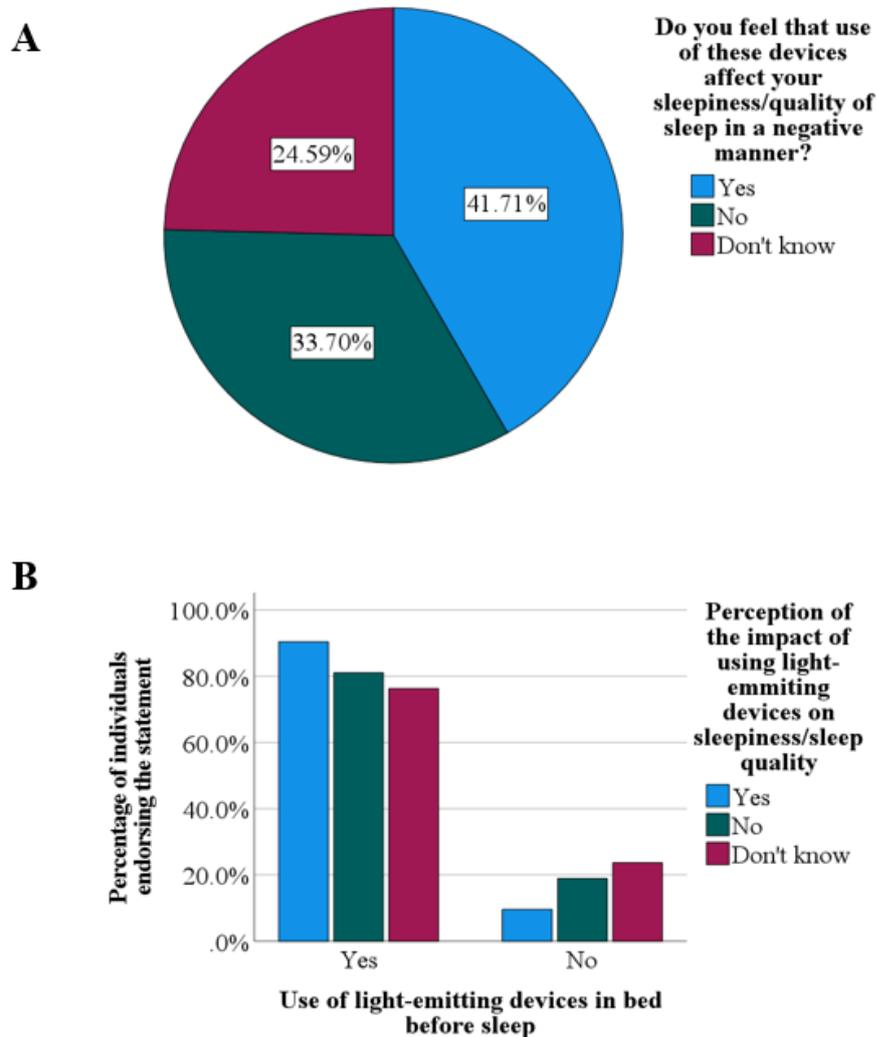 A
Do you feel that use
of these devices
affect your
sleepiness/quality of
sleep in a negative
manner?
Yes
No
Don't know
24.59%
41.71%
33.70%
B
Percentage of individuals
endorsing the statement
100.0%
80.0%
60.0%
40.0%
20.0%
.0%
Yes
No
Use of light-emitting devices in bed
before sleep
Perception of
the impact of
using light-
emmiting
devices on
sleepiness/sleep
quality
Yes
No
Don't know